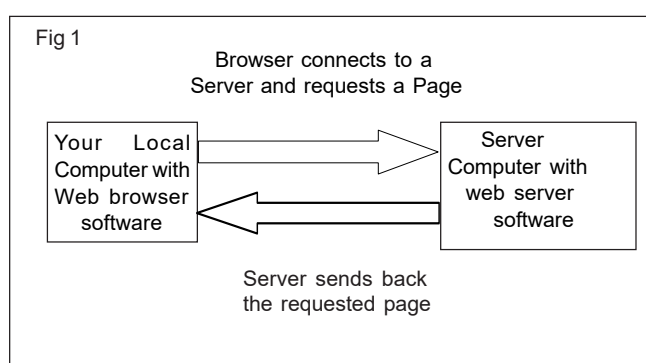 Fig 1
Browser connects to a
Server and requests a Page
Your Local
Computer with
Web browser
software
Server
Computer with
web server
software
Server sends back
the requested page